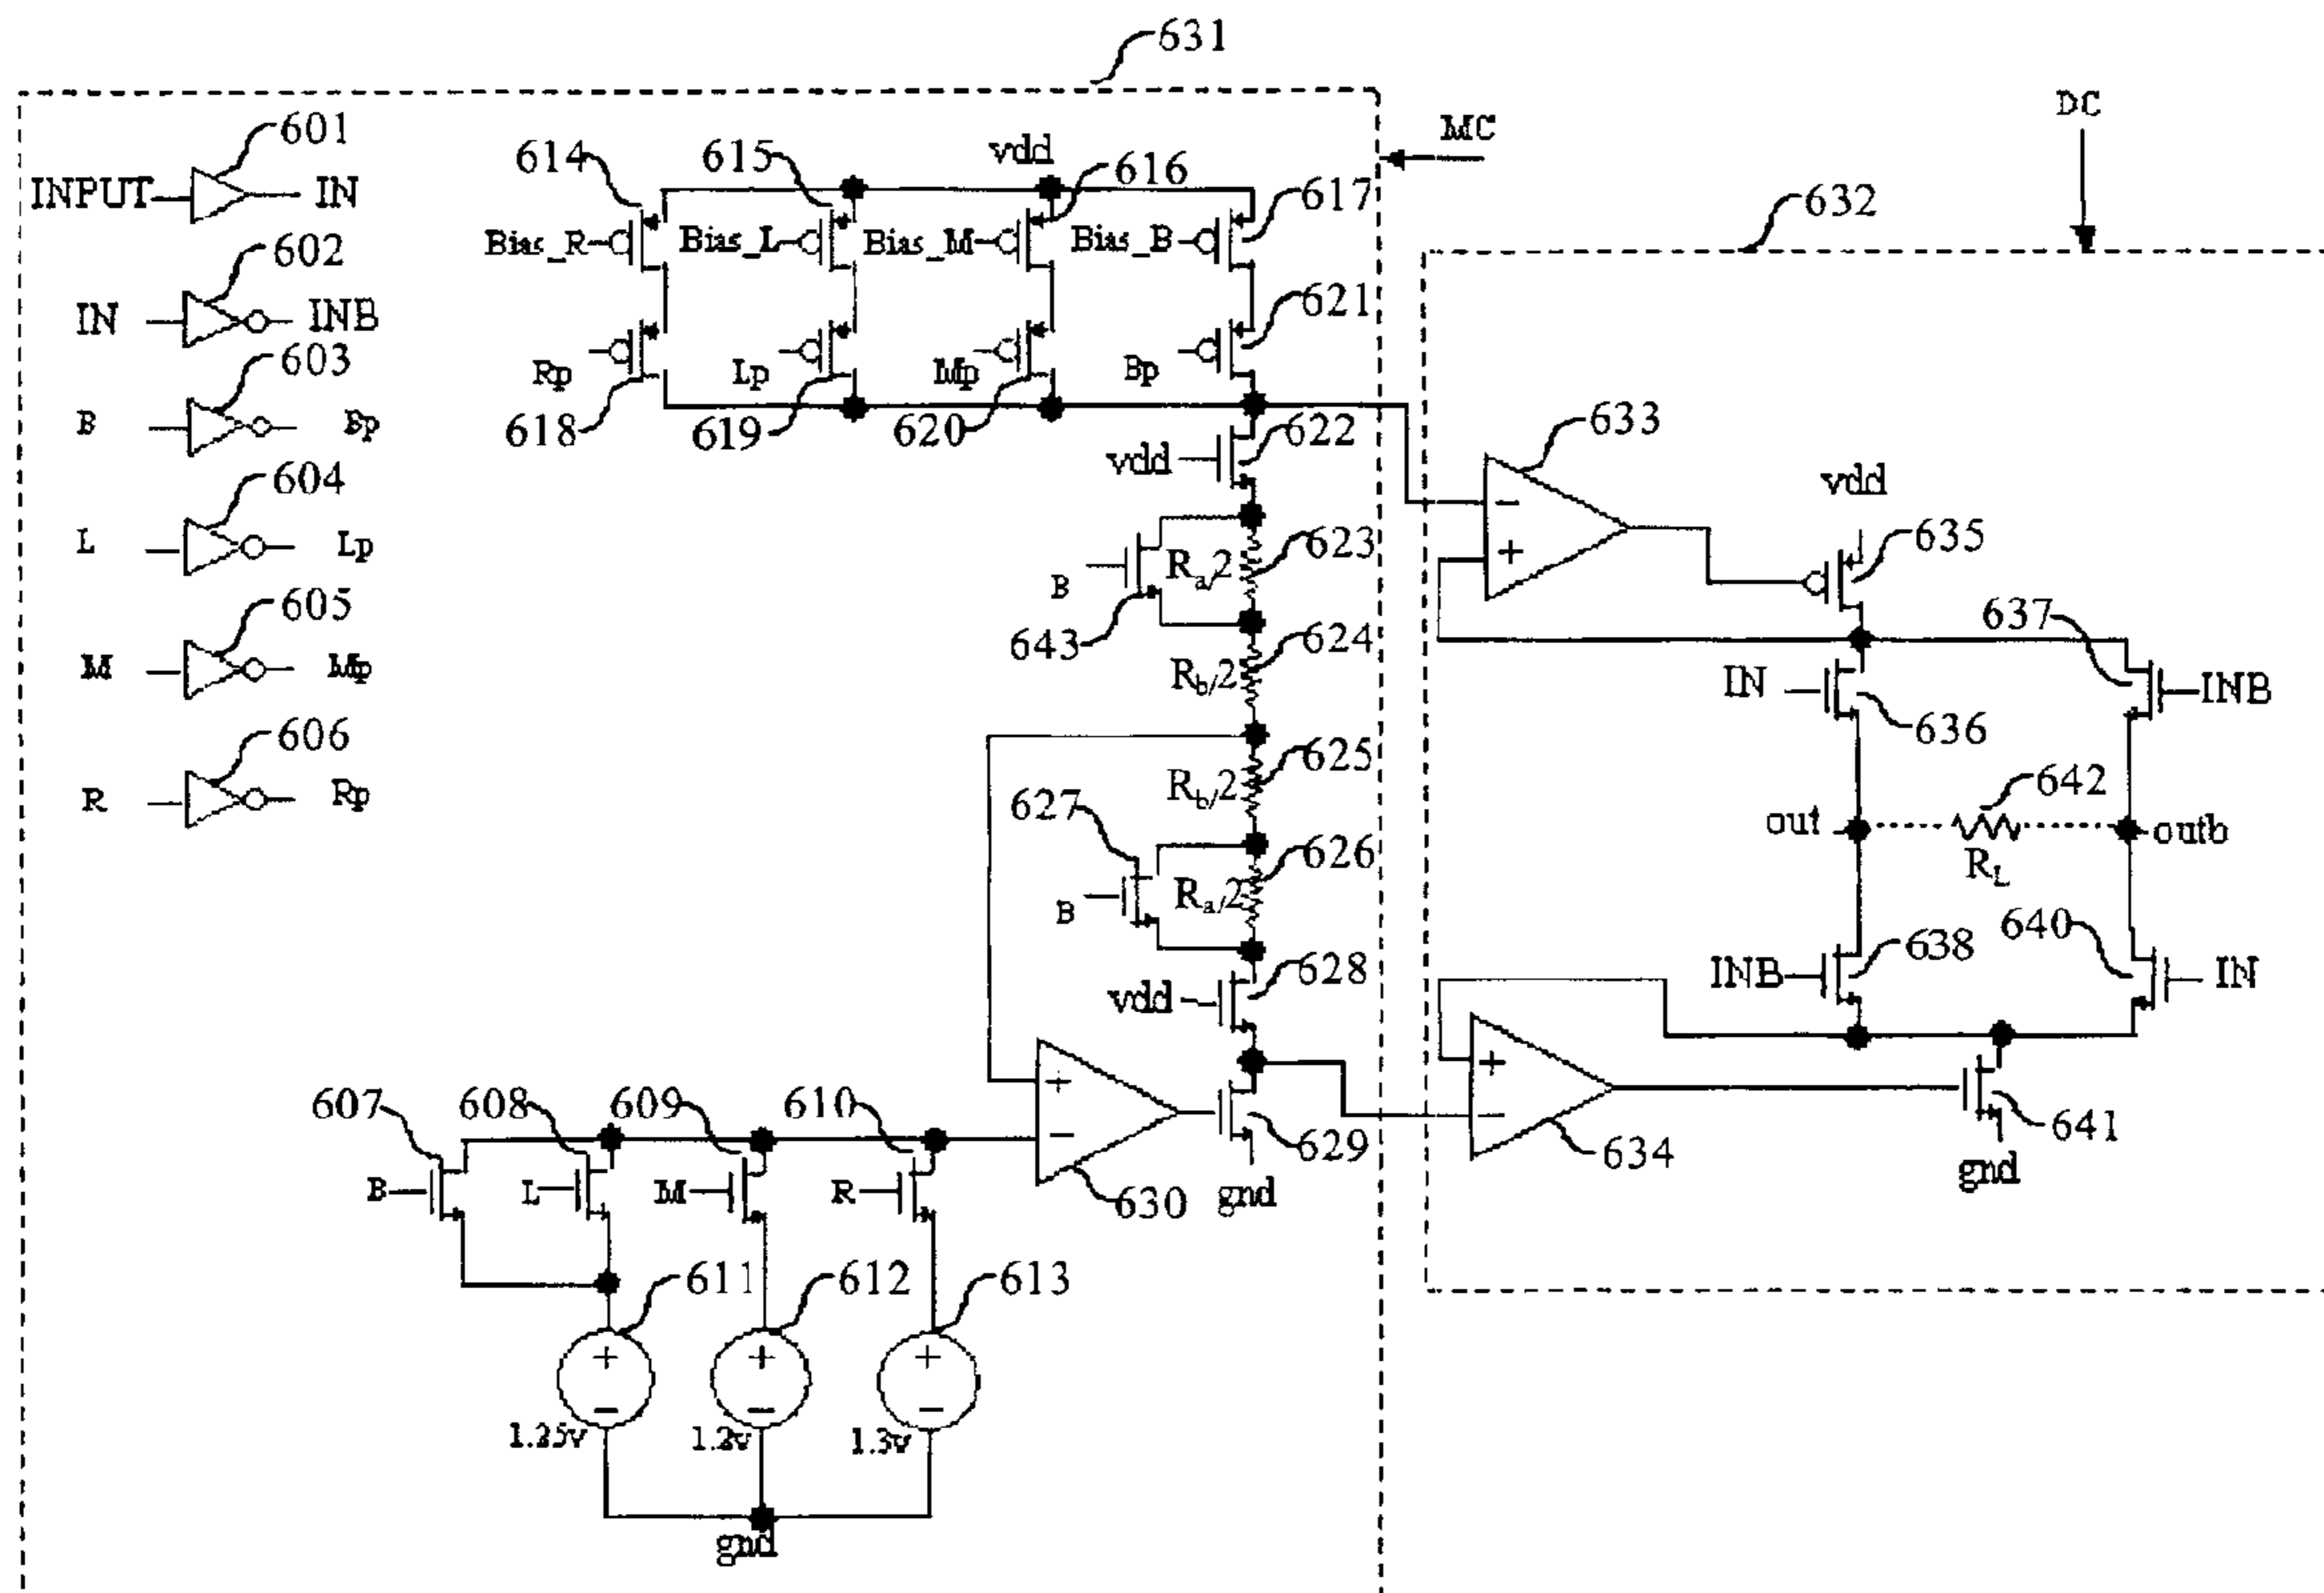 631
MC
DC
601
INPUT
IN
602
IN
INB
603
B
Bp
604
L
Lp
605
M
Mp
606
R
Rp
614
615
vdd
616
617
Bias_R
Bias_L
Bias_M
Bias_B
621
Rp
Lp
Mp
Bp
618
619
620
622
vdd
623
Ra/2
B
643
624
Rb/2
625
Rb/2
627
626
Ra/2
B
628
vdd
607
608
609
610
+
−
630
629
gnd
B
L
M
R
611
612
613
+
−
+
−
+
−
1.25v
1.2v
1.3v
gnd
632
633
−
+
vdd
635
637
IN
636
INB
642
out
outb
RL
640
638
INB
IN
+
−
634
641
gnd